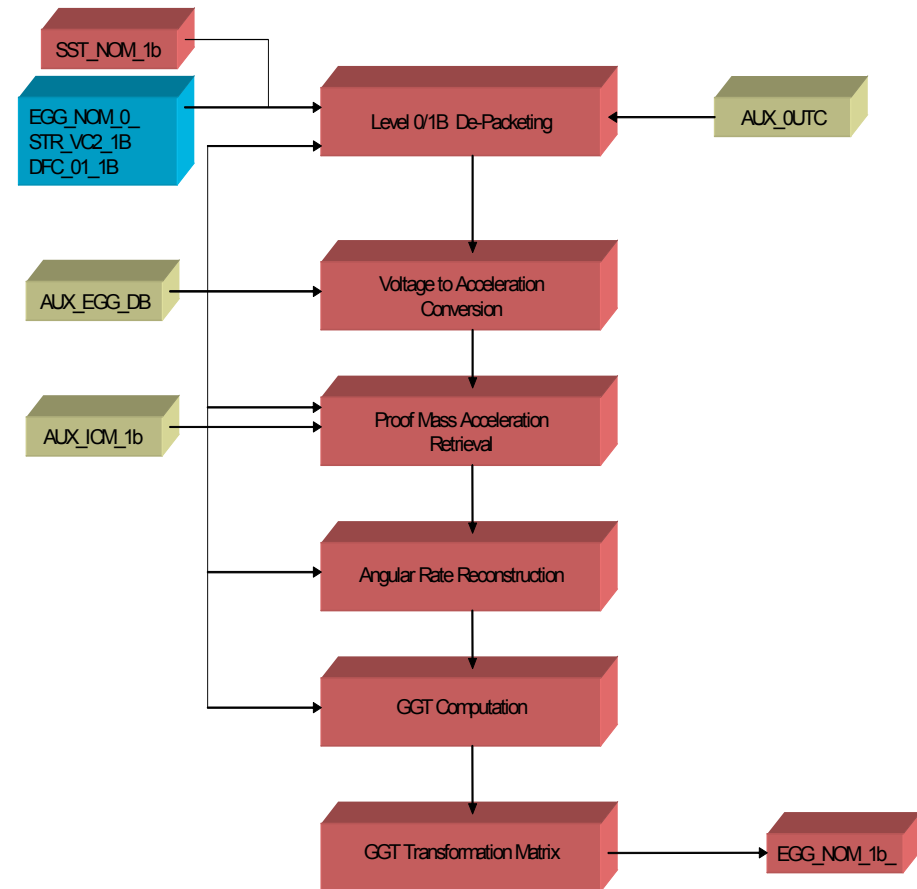 SST_NOM_1b
EGG_NOM_0_
STR_VC2_1B
DFC_01_1B
Level 0/1B De-Packeting
AUX_0UTC
Voltage to Acceleration
Conversion
AUX_EGG_DB
Proof Mass Acceleration
Retrieval
AUX_ICM_1b
Angular Rate Reconstruction
GGT Computation
GGT Transformation Matrix
EGG_NOM_1b_